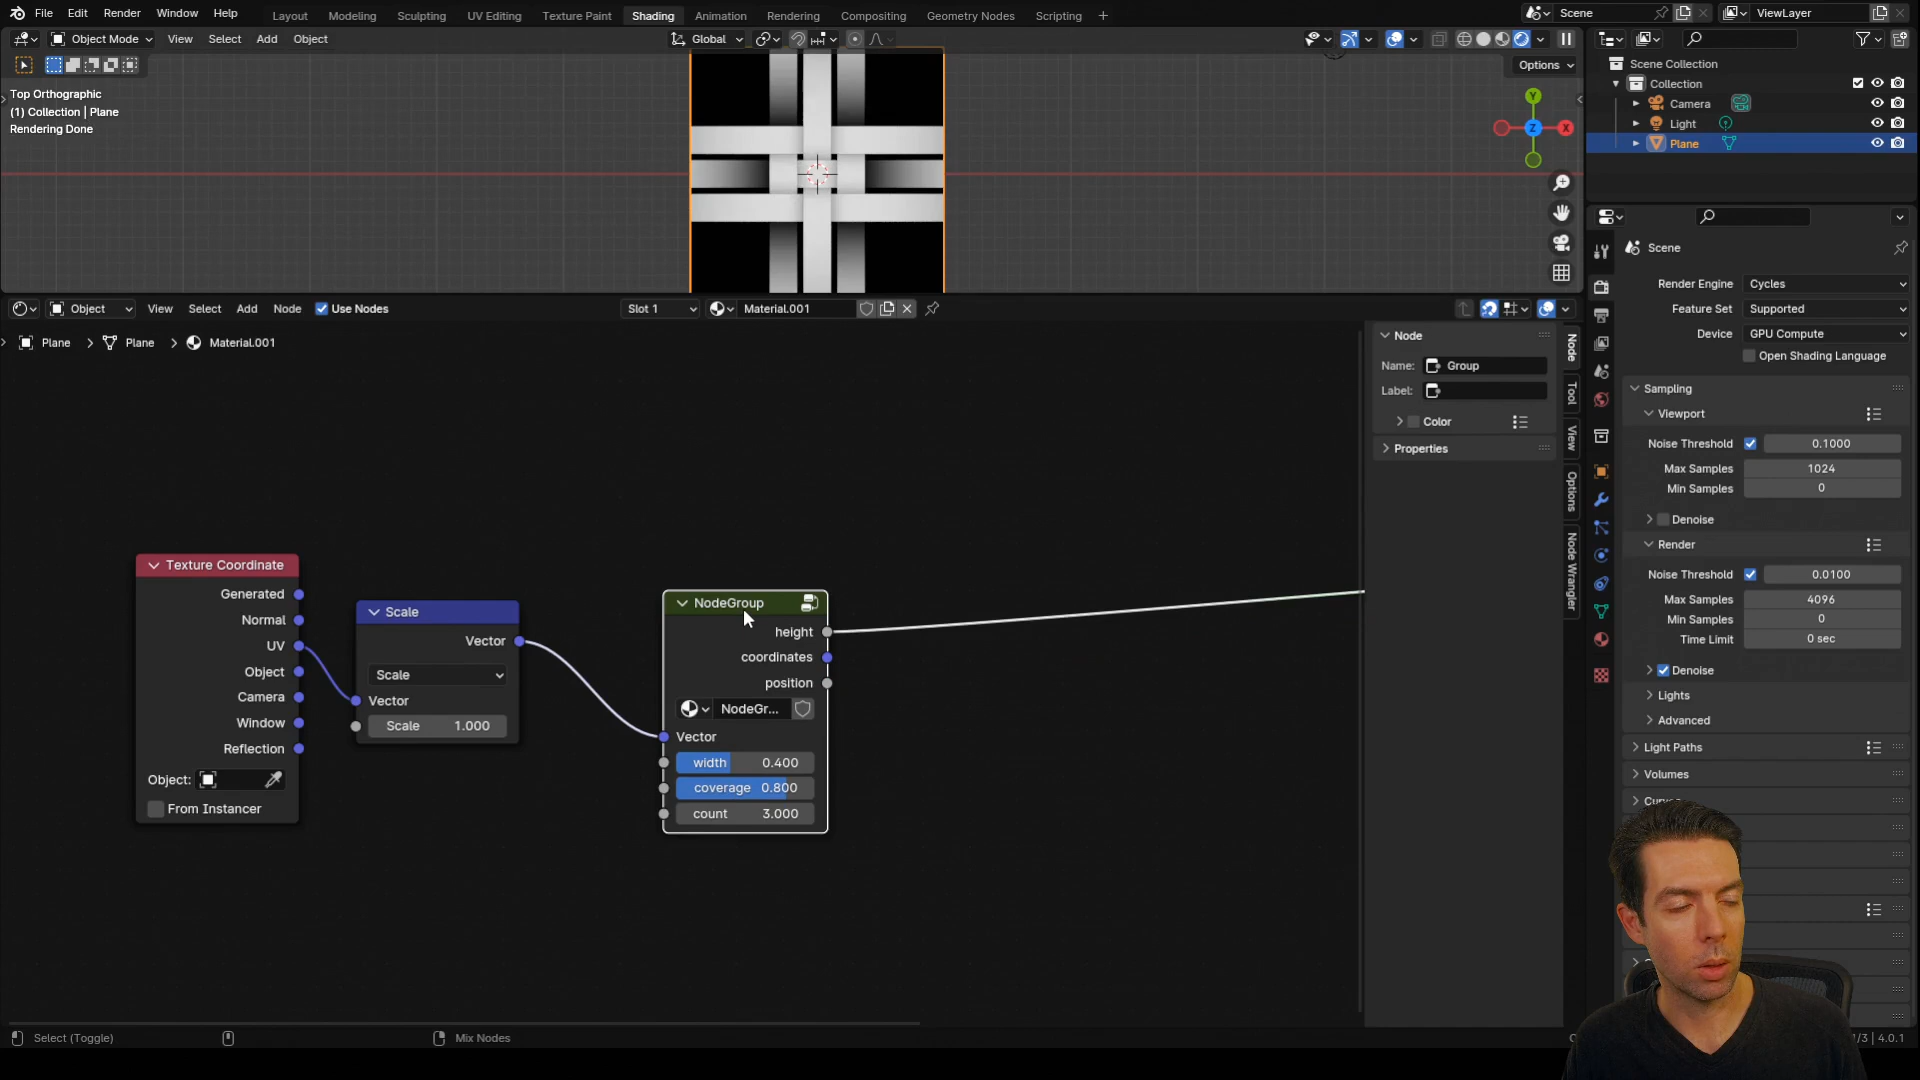 File Edit Render Window Help Layout Modeling Sculpting UV Editing Texture Paint Shading Animation Rendering Compositing Geometry Nodes Scripting + Scene ViewLayer
Object Mode View Select Add Object Global
Options
Top Orthographic
(1) Collection | Plane
Rendering Done
Y
Z X
Scene Collection
Collection
Camera
Light
Plane
Object View Select Add Node Use Nodes Slot 1 Material.001
Plane > Plane > Material.001
Texture Coordinate
Generated
Normal
UV
Object
Camera
Window
Reflection
Object:
From Instancer
Scale
Vector
Scale
Vector
Scale 1.000
NodeGroup
height
coordinates
position
NodeGr...
Vector
width 0.400
coverage 0.800
count 3.000
Node
Name: Group
Label:
Color
Properties
Node
Tool
View
Options
Node Wrangler
Scene
Render Engine Cycles
Feature Set Supported
Device GPU Compute
Open Shading Language
Sampling
Viewport
Noise Threshold 0.1000
Max Samples 1024
Min Samples 0
Denoise
Render
Noise Threshold 0.0100
Max Samples 4096
Min Samples 0
Time Limit 0 sec
Denoise
Lights
Advanced
Light Paths
Volumes
Select (Toggle) Mix Nodes
1/3 | 4.0.1